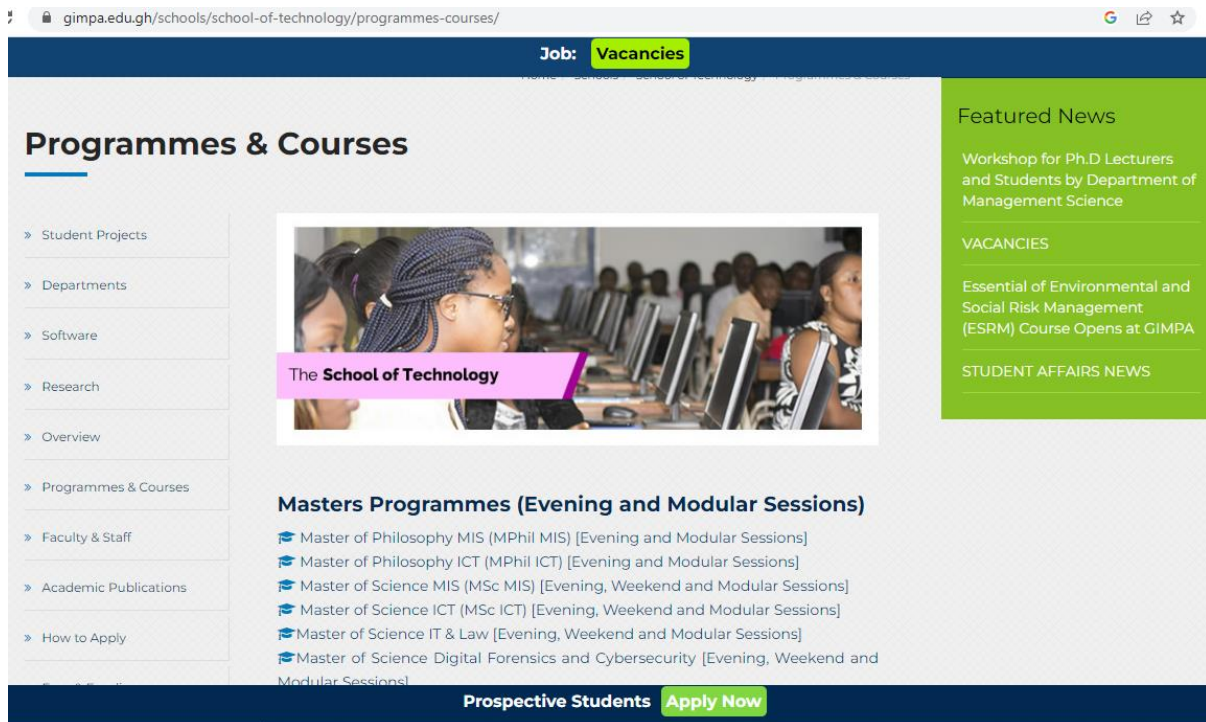 gimpa.edu.gh/schools/school-of-technology/programmes-courses/
Job: Vacancies
Home Schools School of Technology Programmes & Courses
Programmes & Courses
» Student Projects
» Departments
» Software
» Research
» Overview
» Programmes & Courses
» Faculty & Staff
» Academic Publications
» How to Apply
The School of Technology
Masters Programmes (Evening and Modular Sessions)
Master of Philosophy MIS (MPhil MIS) [Evening and Modular Sessions]
Master of Philosophy ICT (MPhil ICT) [Evening and Modular Sessions]
Master of Science MIS (MSc MIS) [Evening, Weekend and Modular Sessions]
Master of Science ICT (MSc ICT) [Evening, Weekend and Modular Sessions]
Master of Science IT & Law [Evening, Weekend and Modular Sessions]
Master of Science Digital Forensics and Cybersecurity [Evening, Weekend and
Modular Sessions]
Featured News
Workshop for Ph.D Lecturers
and Students by Department of
Management Science
VACANCIES
Essential of Environmental and
Social Risk Management
(ESRM) Course Opens at GIMPA
STUDENT AFFAIRS NEWS
Prospective Students Apply Now